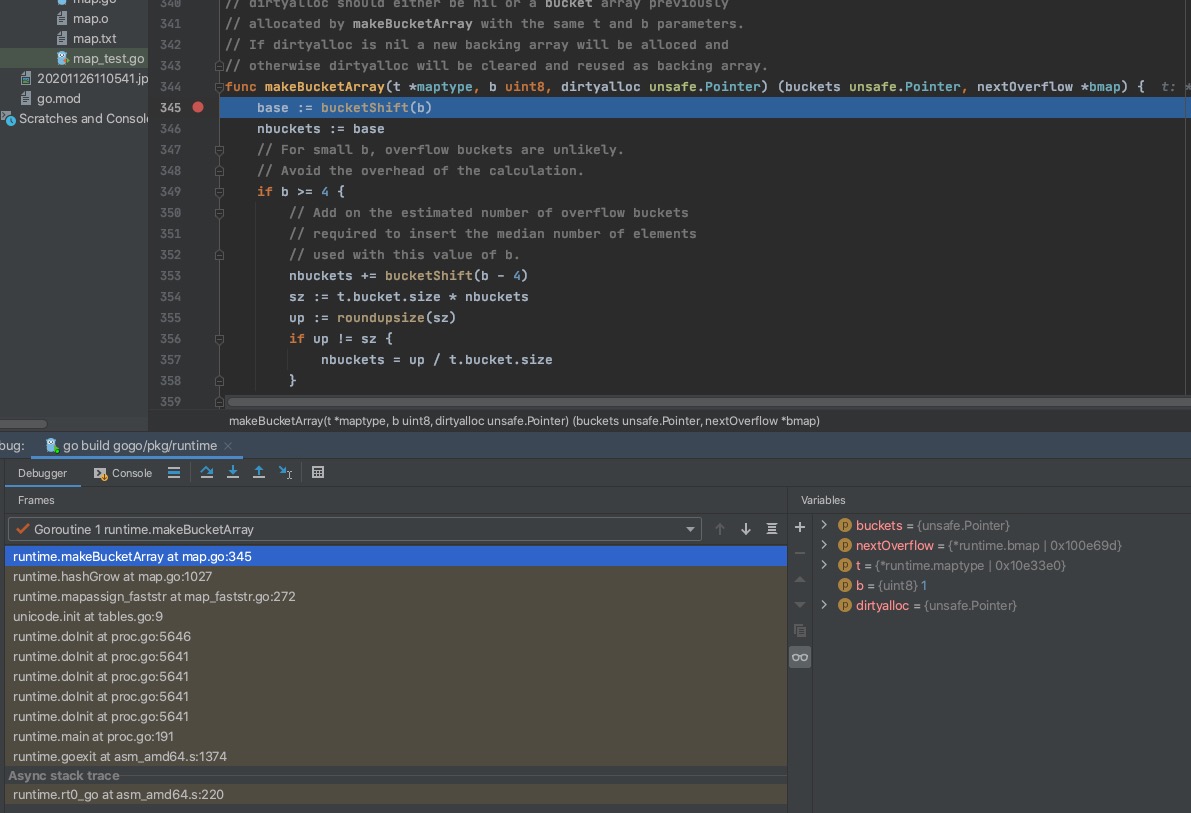 map.go
map.o
map.txt
map_test.go
20201126110541.jp
go.mod
Scratches and Consol
340 // dirtyalloc should either be nil or a bucket array previously
341 // allocated by makeBucketArray with the same t and b parameters.
342 // If dirtyalloc is nil a new backing array will be alloced and
343 // otherwise dirtyalloc will be cleared and reused as backing array.
344 func makeBucketArray(t *maptype, b uint8, dirtyalloc unsafe.Pointer) (buckets unsafe.Pointer, nextOverflow *bmap) { t: *
345 base := bucketShift(b)
346 nbuckets := base
347 // For small b, overflow buckets are unlikely.
348 // Avoid the overhead of the calculation.
349 if b >= 4 {
350 // Add on the estimated number of overflow buckets
351 // required to insert the median number of elements
352 // used with this value of b.
353 nbuckets += bucketShift(b - 4)
354 sz := t.bucket.size * nbuckets
355 up := roundupsize(sz)
356 if up != sz {
357 nbuckets = up / t.bucket.size
358 }
359
makeBucketArray(t *maptype, b uint8, dirtyalloc unsafe.Pointer) (buckets unsafe.Pointer, nextOverflow *bmap)
bug: go build gogo/pkg/runtime ×
Debugger Console
Frames
Goroutine 1 runtime.makeBucketArray
runtime.makeBucketArray at map.go:345
runtime.hashGrow at map.go:1027
runtime.mapassign_faststr at map_faststr.go:272
unicode.init at tables.go:9
runtime.doInit at proc.go:5646
runtime.doInit at proc.go:5641
runtime.doInit at proc.go:5641
runtime.doInit at proc.go:5641
runtime.doInit at proc.go:5641
runtime.main at proc.go:191
runtime.goexit at asm_amd64.s:1374
Async stack trace
runtime.rt0_go at asm_amd64.s:220
Variables
buckets = {unsafe.Pointer}
nextOverflow = {*runtime.bmap | 0x100e69d}
t = {*runtime.maptype | 0x10e33e0}
b = {uint8} 1
dirtyalloc = {unsafe.Pointer}